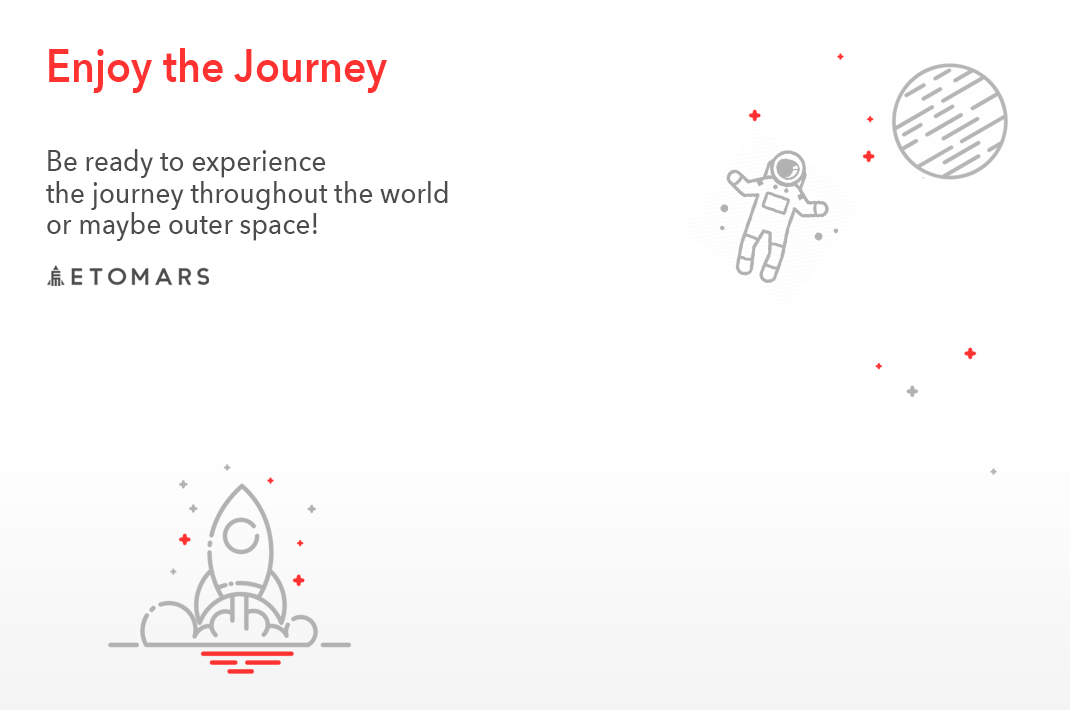 Enjoy the Journey
Be ready to experience
the journey throughout the world
or maybe outer space!
ETOMARS